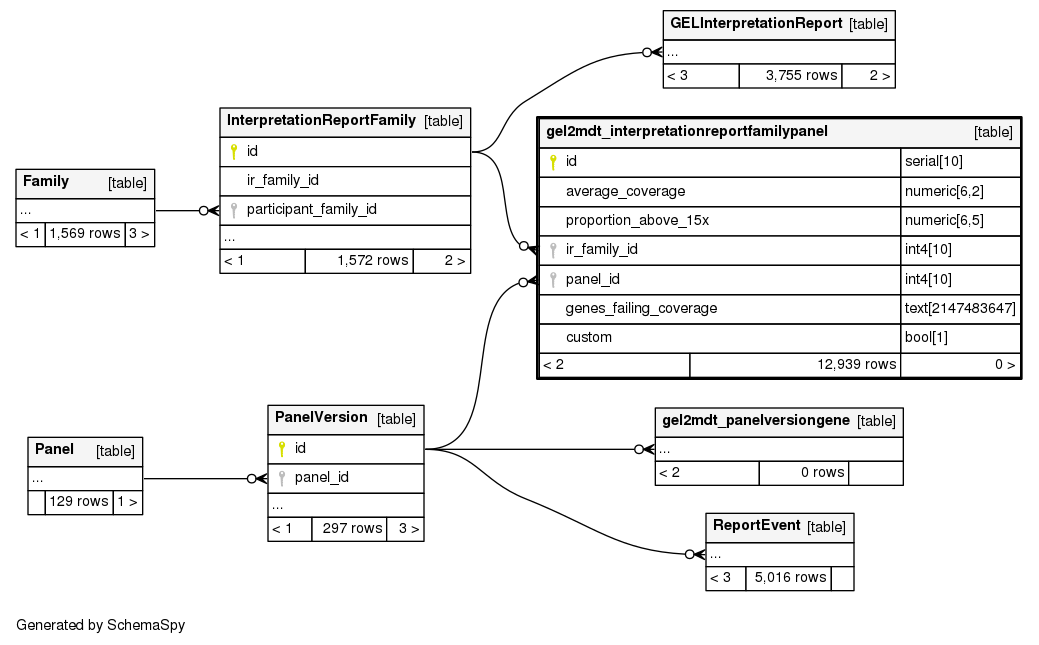 GELInterpretationReport [table]
...
< 3 3,755 rows 2 >
InterpretationReportFamily [table]
id
ir_family_id
participant_family_id
...
< 1 1,572 rows 2 >
gel2mdt_interpretationreportfamilypanel [table]
id serial[10]
average_coverage numeric[6,2]
proportion_above_15x numeric[6,5]
ir_family_id int4[10]
panel_id int4[10]
genes_failing_coverage text[2147483647]
custom bool[1]
< 2 12,939 rows 0 >
Family [table]
...
< 1 1,569 rows 3 >
PanelVersion [table]
id
panel_id
...
< 1 297 rows 3 >
gel2mdt_panelversiongene [table]
...
< 2 0 rows
Panel [table]
...
129 rows 1 >
ReportEvent [table]
...
< 3 5,016 rows
Generated by SchemaSpy